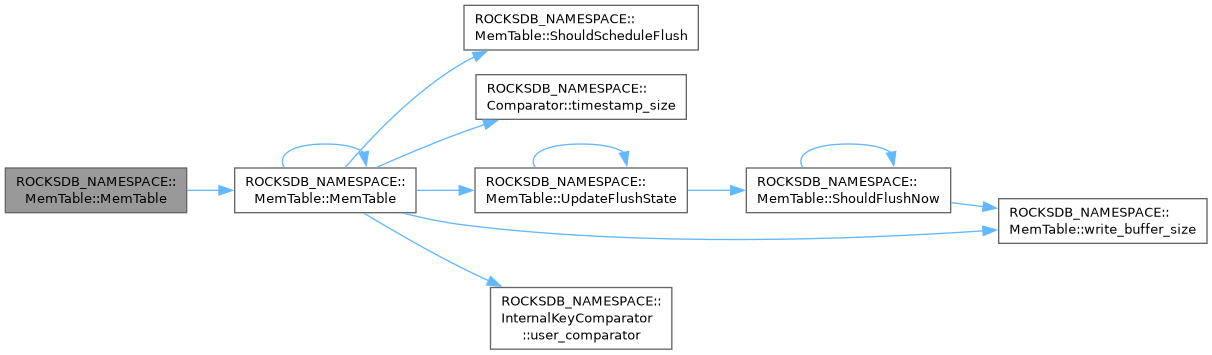 ROCKSDB_NAMESPACE::
MemTable::MemTable
ROCKSDB_NAMESPACE::
MemTable::MemTable
ROCKSDB_NAMESPACE::
MemTable::ShouldScheduleFlush
ROCKSDB_NAMESPACE::
Comparator::timestamp_size
ROCKSDB_NAMESPACE::
MemTable::UpdateFlushState
ROCKSDB_NAMESPACE::
MemTable::ShouldFlushNow
ROCKSDB_NAMESPACE::
MemTable::write_buffer_size
ROCKSDB_NAMESPACE::
InternalKeyComparator
::user_comparator